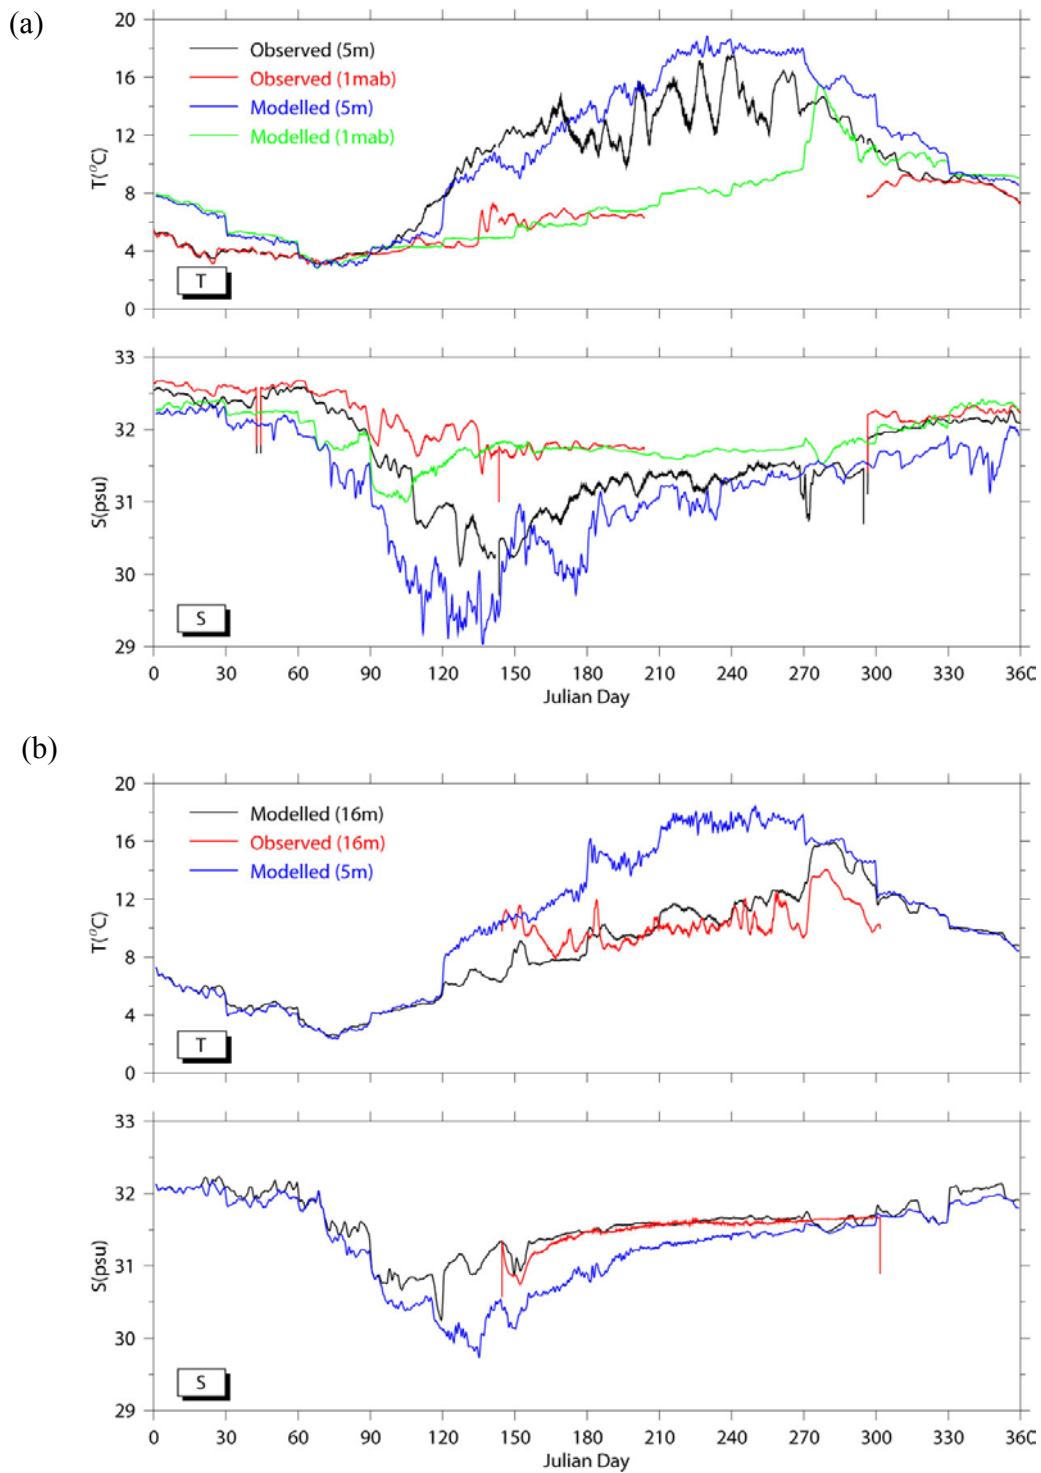 (a)
20
16
12
8
4
0
T(°C)
Observed (5m)
Observed (1mab)
Modelled (5m)
Modelled (1mab)
T
33
32
31
30
29
S(psu)
S
0 30 60 90 120 150 180 210 240 270 300 330 360
Julian Day
(b)
20
16
12
8
4
0
T(°C)
Modelled (16m)
Observed (16m)
Modelled (5m)
T
33
32
31
30
29
S(psu)
S
0 30 60 90 120 150 180 210 240 270 300 330 360
Julian Day